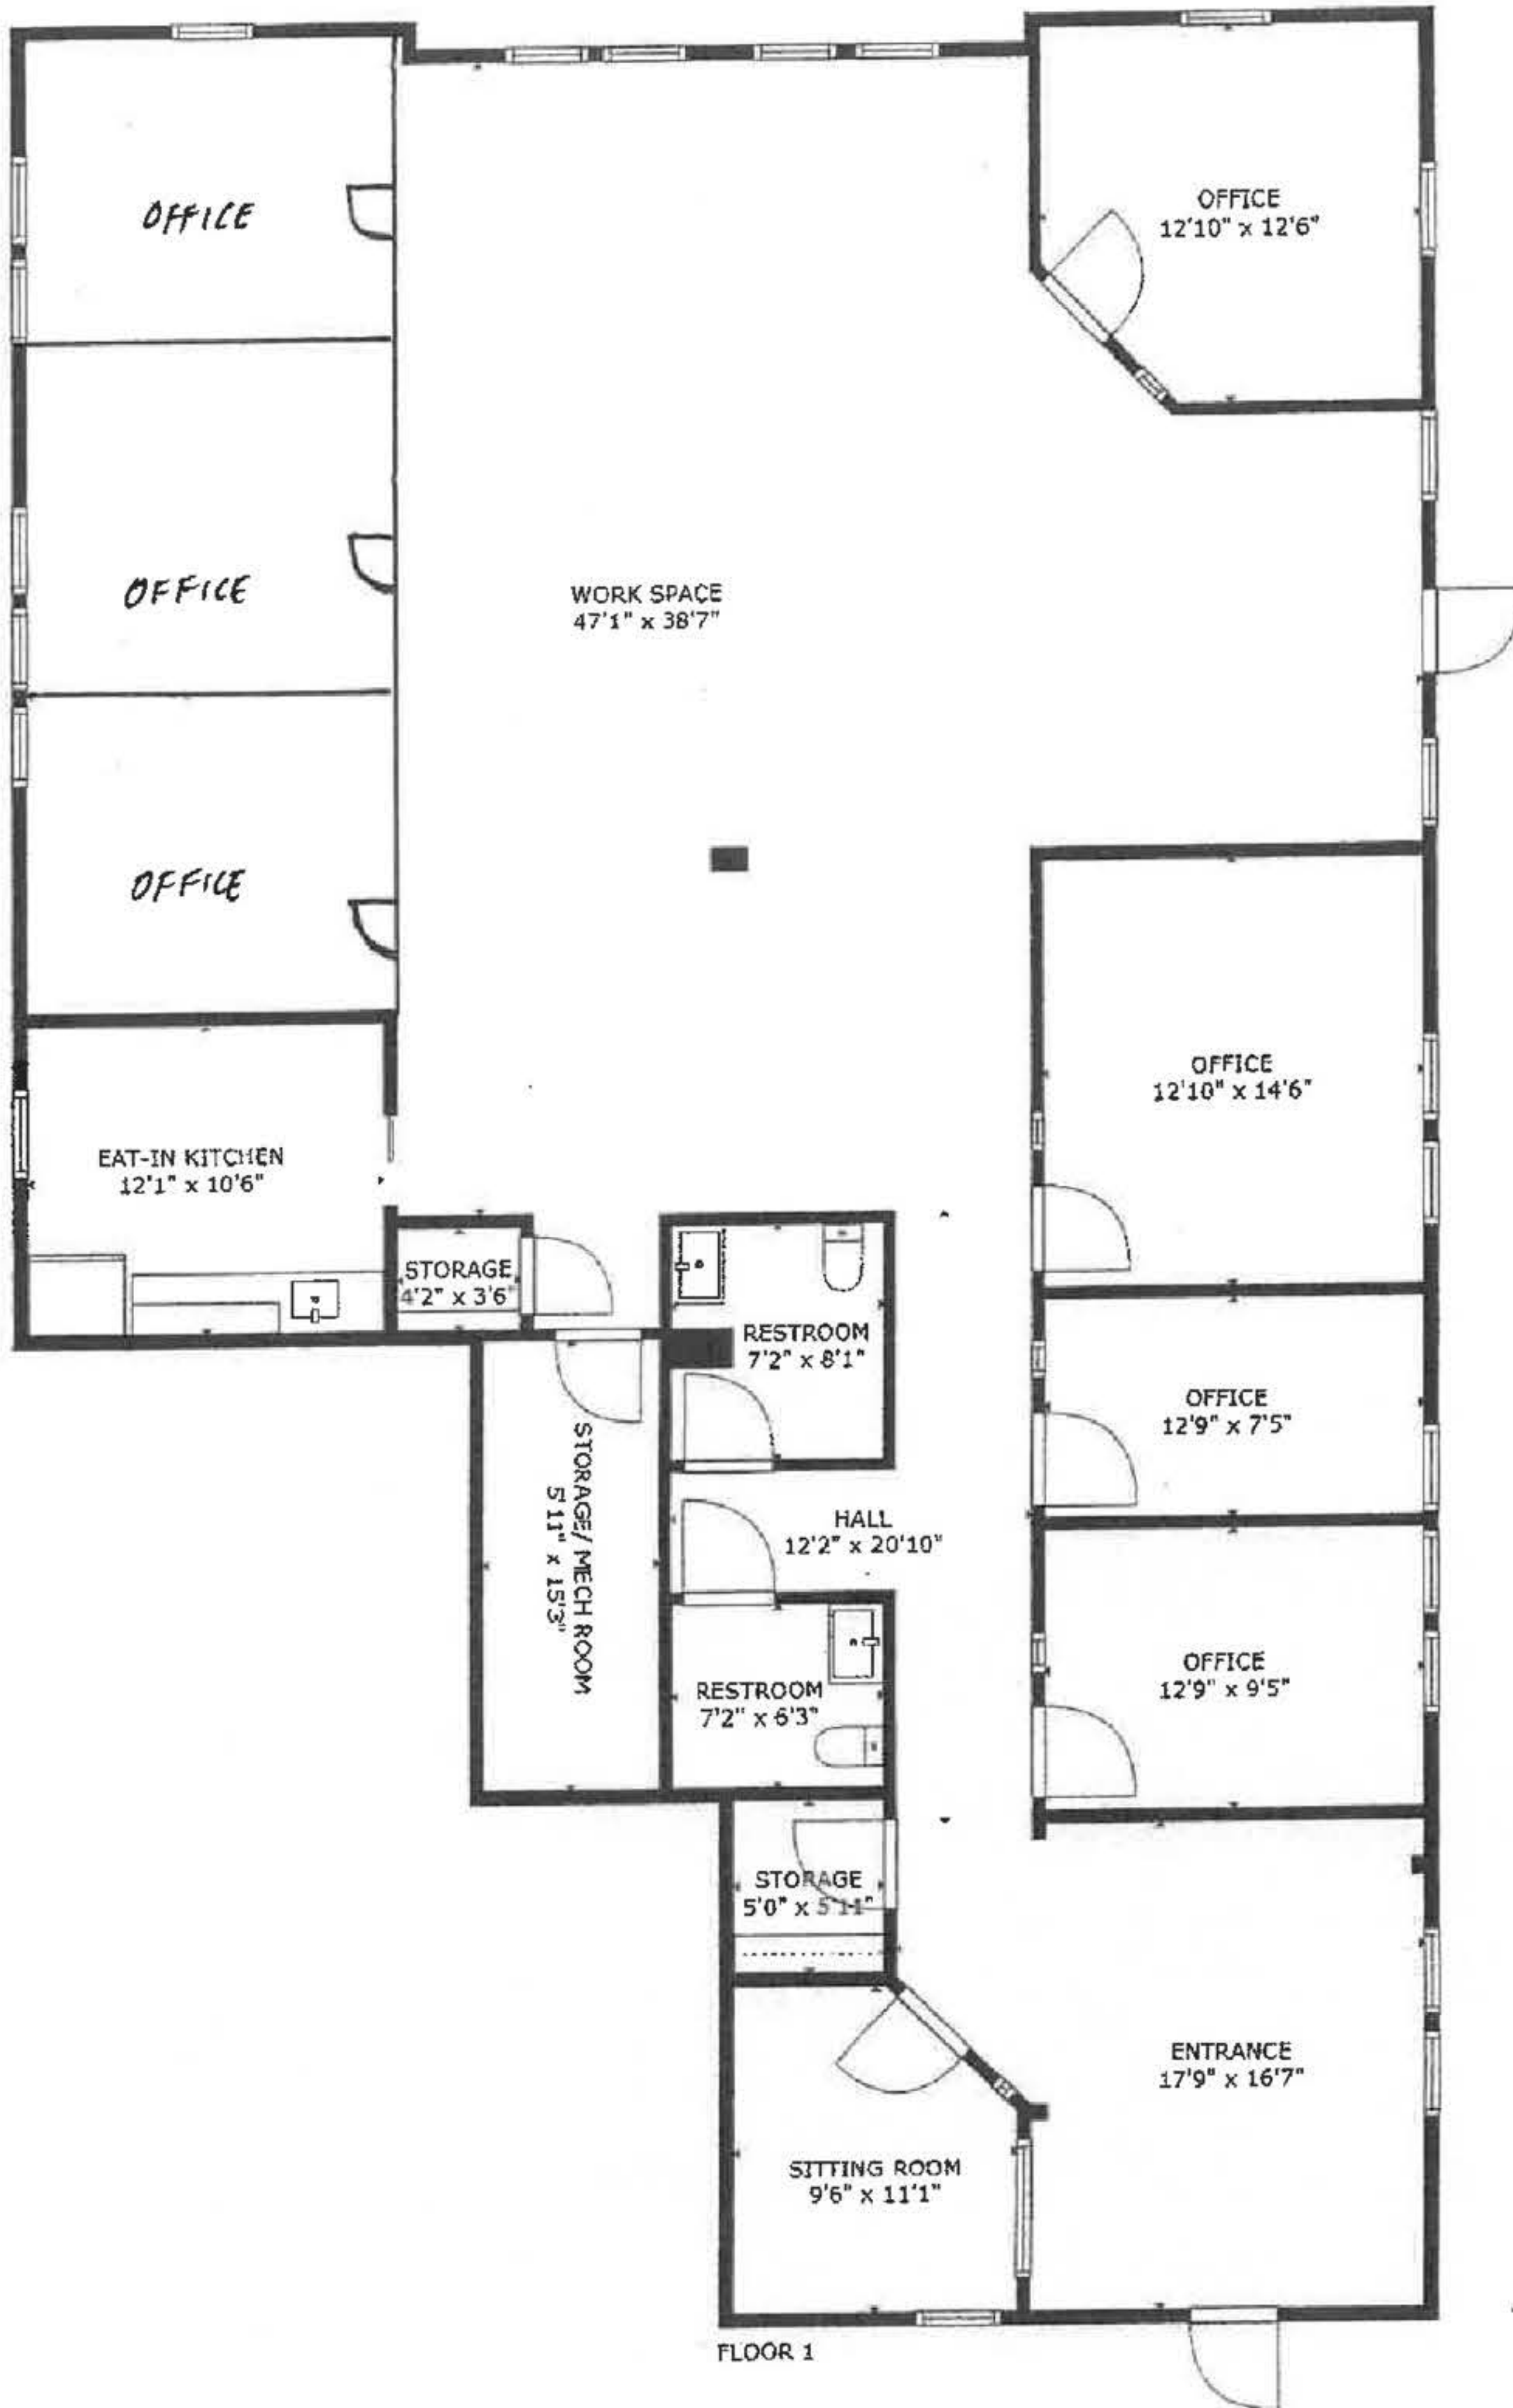 OFFICE
OFFICE
12'10" x 12'6"
OFFICE
WORK SPACE
47'1" x 38'7"
OFFICE
OFFICE
12'10" x 14'6"
EAT-IN KITCHEN
12'1" x 10'6"
STORAGE
4'2" x 3'6"
RESTROOM
7'2" x 8'1"
OFFICE
12'9" x 7'5"
STORAGE/ MECH ROOM
5'11" x 15'3"
HALL
12'2" x 20'10"
OFFICE
12'9" x 9'5"
RESTROOM
7'2" x 6'3"
STORAGE
5'0" x 5'11"
ENTRANCE
17'9" x 16'7"
SITTING ROOM
9'6" x 11'1"
FLOOR 1